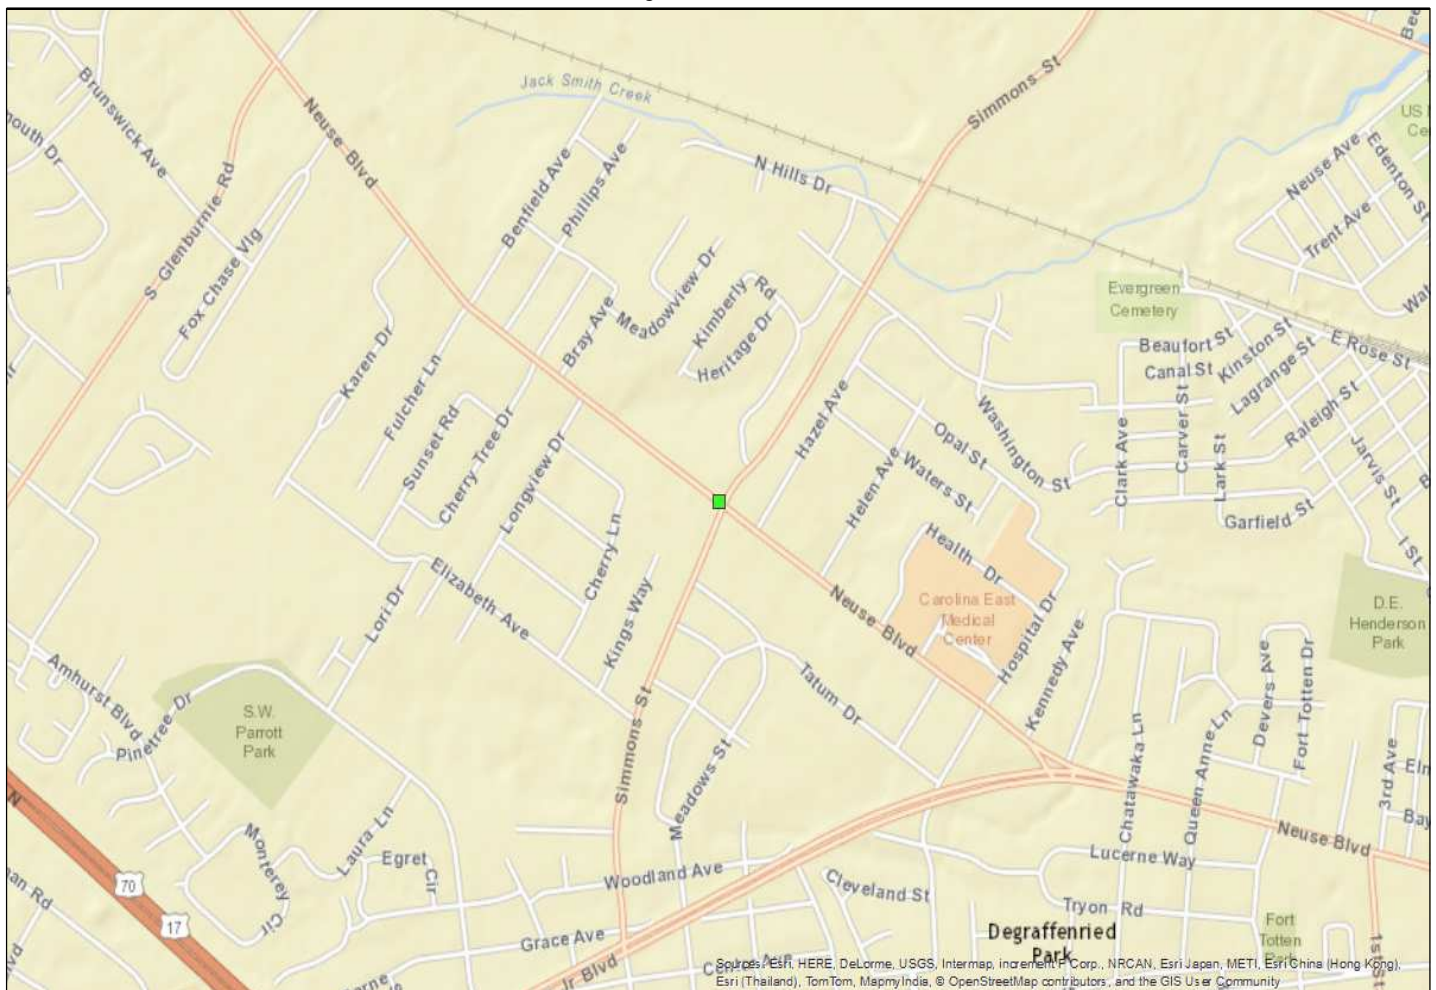 Brunswick Ave
Neuse Blvd
Jack Smith Creek
Simmons St
mouth Dr
S Glenburnie Rd
Fox Chase Vlg
Benfield Ave
Phillips Ave
N Hills Dr
Neuse Ave
Edenton St
Trent Ave
Evergreen
Cemetery
Meadowview Dr
Kimberly Rd
Heritage Dr
Bray Ave
Karen Dr
Fulcher Ln
Sunset Rd
Cherry Tree Dr
Longview Dr
Cherry Ln
Kings Way
Elizabeth Ave
Lori Dr
Hazel Ave
Helen Ave
Opal St
Waters St
Washington St
Beaufort St
Canal St
Kinston St
Lagrange St
Raleigh St
E Rose St
Clark Ave
Carver St
Lark St
Garfield St
Jarvis St
I St
Health Dr
Carolina East
Medical
Center
Hospital Dr
Kennedy Ave
Neuse Blvd
D.E.
Henderson
Park
Amhurst Blvd
Pinetree Dr
S.W.
Parrott
Park
Simmons St
Tatum Dr
Meadows St
Chatawaka Ln
Queen Anne Ln
Devers Ave
Fort Totten Dr
3rd Ave
Neuse Blvd
Lucerne Way
Monterey Cir
Laura Ln
Egret Cir
70
17
Woodland Ave
Cleveland St
Grace Ave
Tryon Rd
Degraffenried
Park
Fort
Totten
Park
1st St
Jr Blvd
Sources: Esri, HERE, DeLorme, USGS, Intermap, increment P Corp., NRCAN, Esri Japan, METI, Esri China (Hong Kong),
Esri (Thailand), TomTom, MapmyIndia, © OpenStreetMap contributors, and the GIS User Community